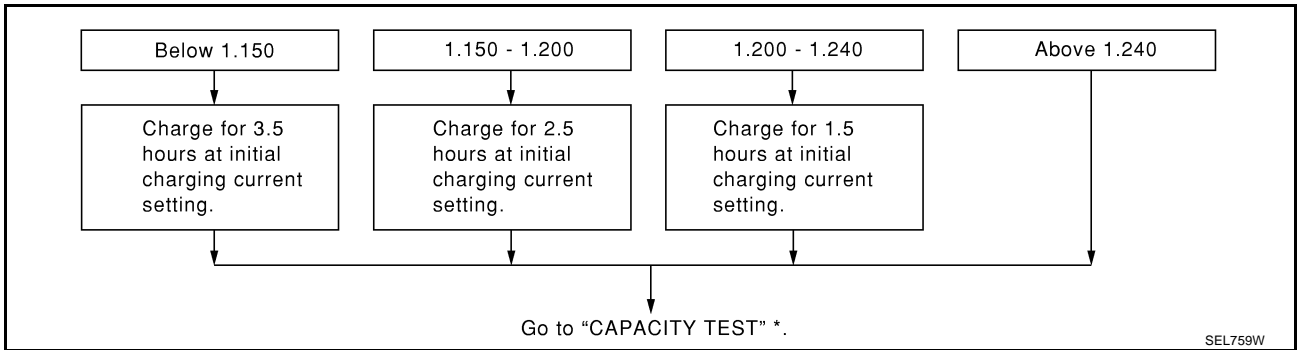 Below 1.150
1.150 - 1.200
1.200 - 1.240
Above 1.240
Charge for 3.5
hours at initial
charging current
setting.
Charge for 2.5
hours at initial
charging current
setting.
Charge for 1.5
hours at initial
charging current
setting.
Go to “CAPACITY TEST” *.
SEL759W